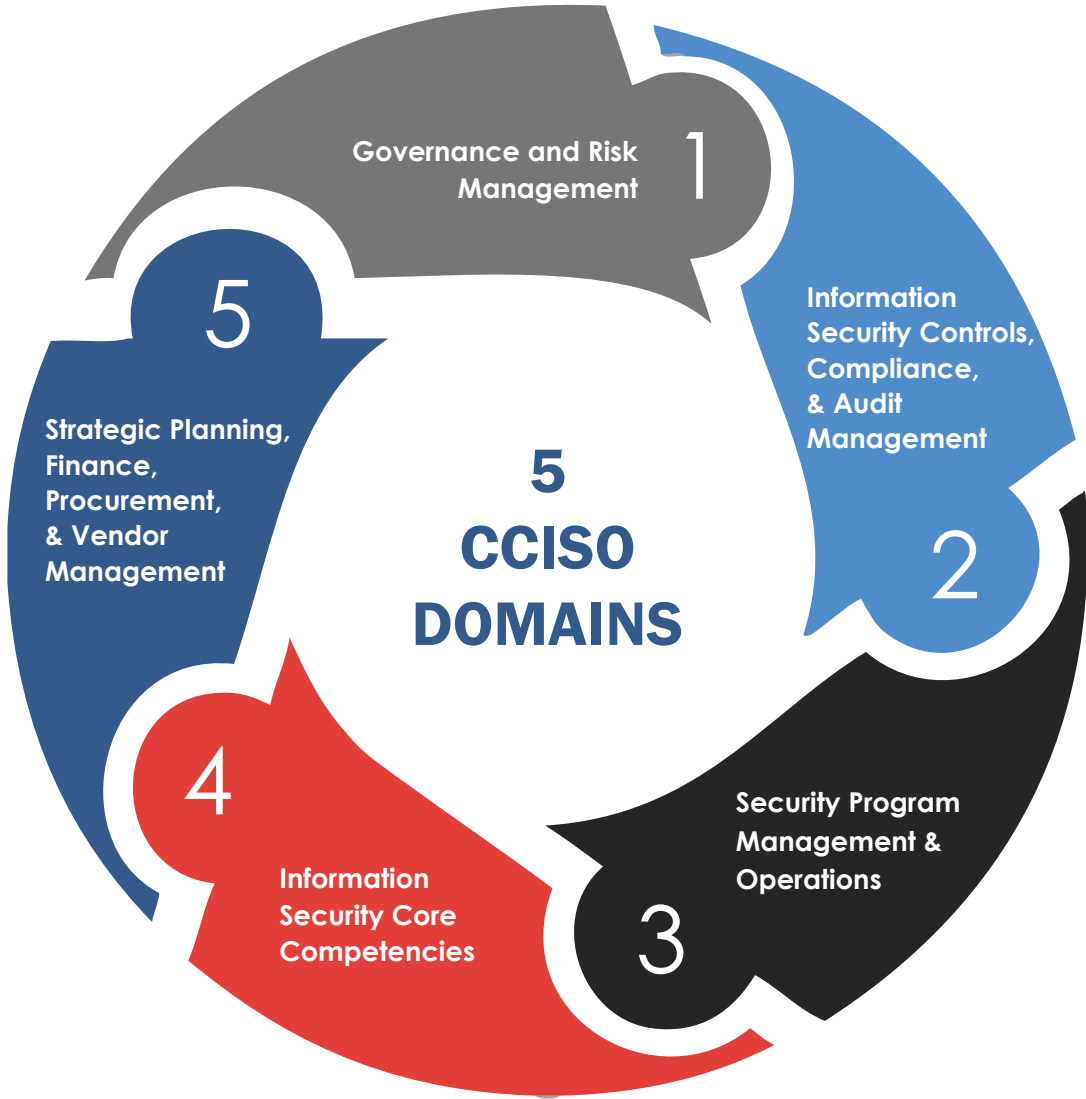 1
Governance and Risk
Management
2
Information
Security Controls,
Compliance,
& Audit
Management
3
Security Program
Management &
Operations
4
Information
Security Core
Competencies
5
Strategic Planning,
Finance,
Procurement,
& Vendor
Management
5
CCISO
DOMAINS